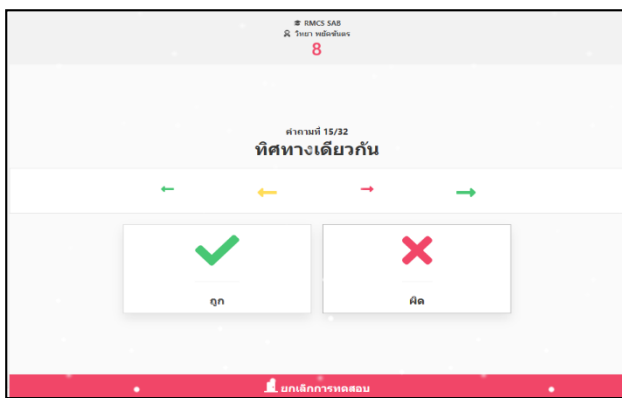 RMCS SAB
วิทยา พยัคฆันตร
8
คำถามที่ 15/32
ทิศทางเดียวกัน
ถูก
ผิด
ยกเลิกการทดสอบ